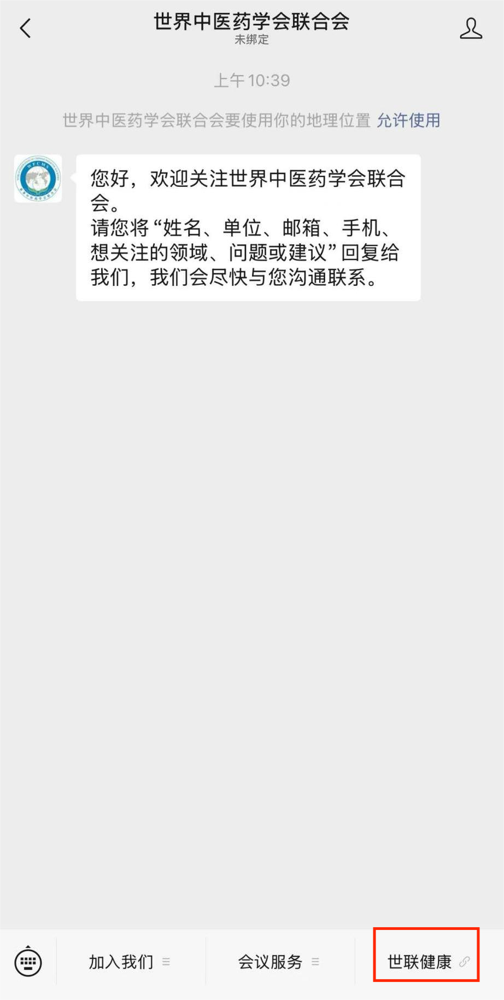 世界中医药学会联合会
未绑定
上午10:39
世界中医药学会联合会要使用你的地理位置 允许使用
WFCMS
您好，欢迎关注世界中医药学会联合
会。
请您将“姓名、单位、邮箱、手机、
想关注的领域、问题或建议”回复给
我们，我们会尽快与您沟通联系。
加入我们
会议服务
世联健康